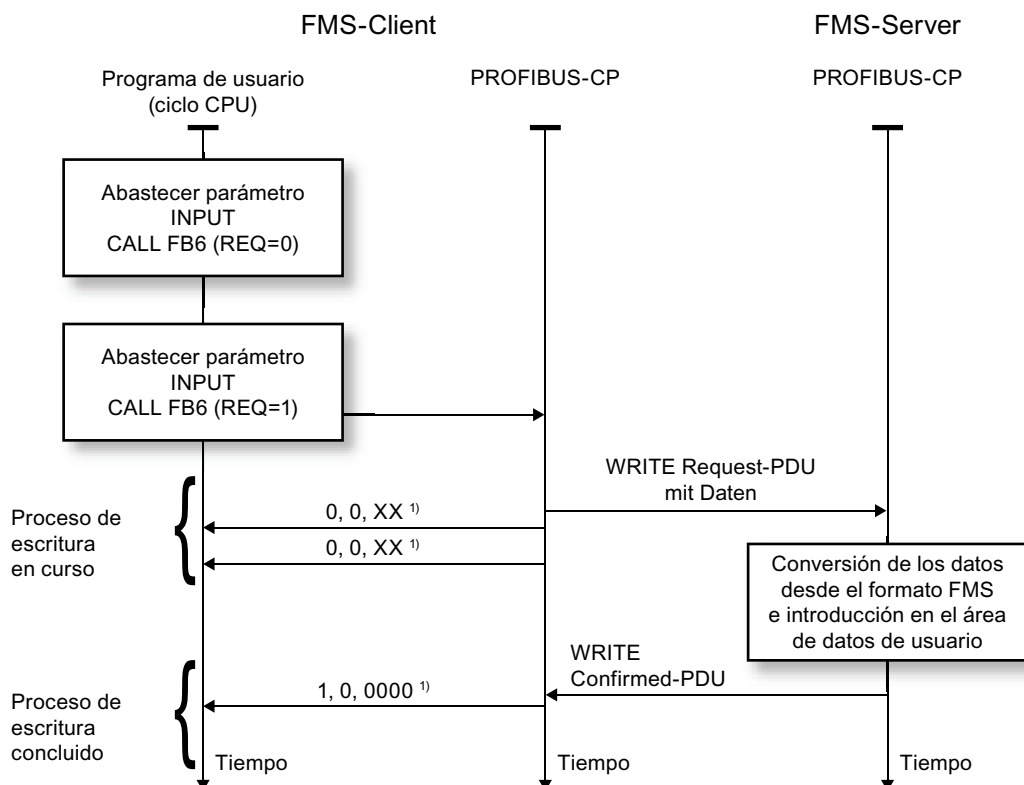 FMS-Client
FMS-Server
Programa de usuario
(ciclo CPU)
PROFIBUS-CP
PROFIBUS-CP
Abastecer parámetro
INPUT
CALL FB6 (REQ=0)
Abastecer parámetro
INPUT
CALL FB6 (REQ=1)
WRITE Request-PDU
mit Daten
Proceso de
escritura
en curso
0, 0, XX 1)
0, 0, XX 1)
Conversión de los datos
desde el formato FMS
e introducción en el área
de datos de usuario
WRITE
Confirmed-PDU
Proceso de
escritura
concluido
1, 0, 0000 1)
Tiempo
Tiempo
Tiempo